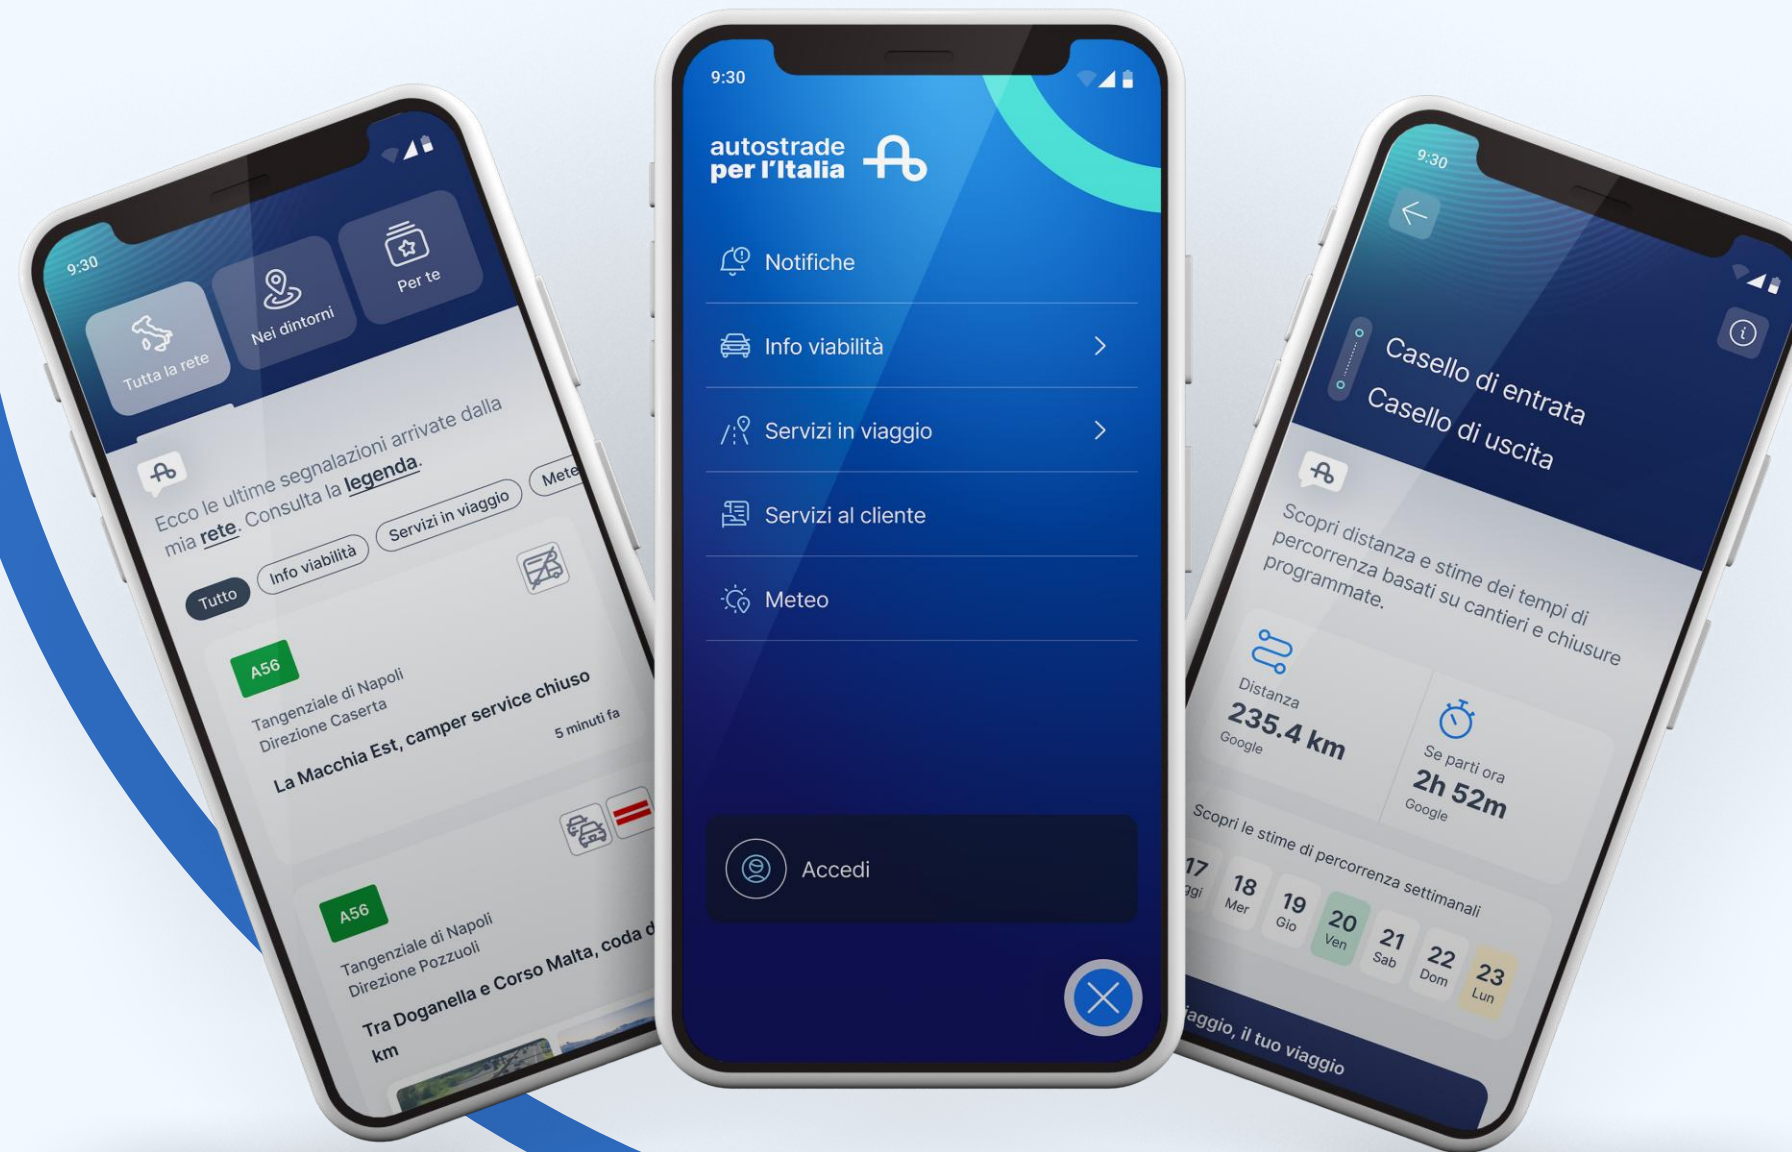 9:30
Tutta la rete
Nei dintorni
Per te
Ecco le ultime segnalazioni arrivate dalla
mia rete. Consulta la legenda.
Tutto
Info viabilità
Servizi in viaggio
A56
Tangenziale di Napoli
Direzione Caserta
La Macchia Est, camper service chiuso
5 minuti fa
A56
Tangenziale di Napoli
Direzione Pozzuoli
Tra Doganella e Corso Malta, coda
km
9:30
autostrade
per l'Italia
Notifiche
Info viabilità
Servizi in viaggio
Servizi al cliente
Meteo
Accedi
9:30
Casello di entrata
Casello di uscita
Scopri distanza e stime dei tempi di
percorrenza basati su cantieri e chiusure
programmate.
Distanza
235.4 km
Google
Se parti ora
2h 52m
Google
Scopri le stime di percorrenza settimanali
17
18
Mer
19
Gio
20
Ven
21
Sab
22
Dom
23
Lun
il tuo viaggio